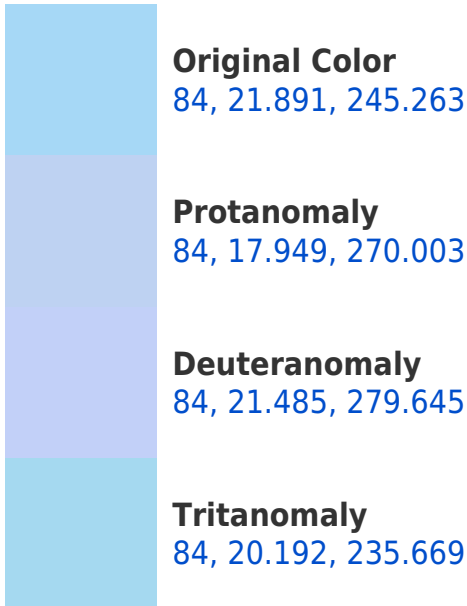 Original Color
84, 21.891, 245.263
Protanomaly
84, 17.949, 270.003
Deuteranomaly
84, 21.485, 279.645
Tritanomaly
84, 20.192, 235.669